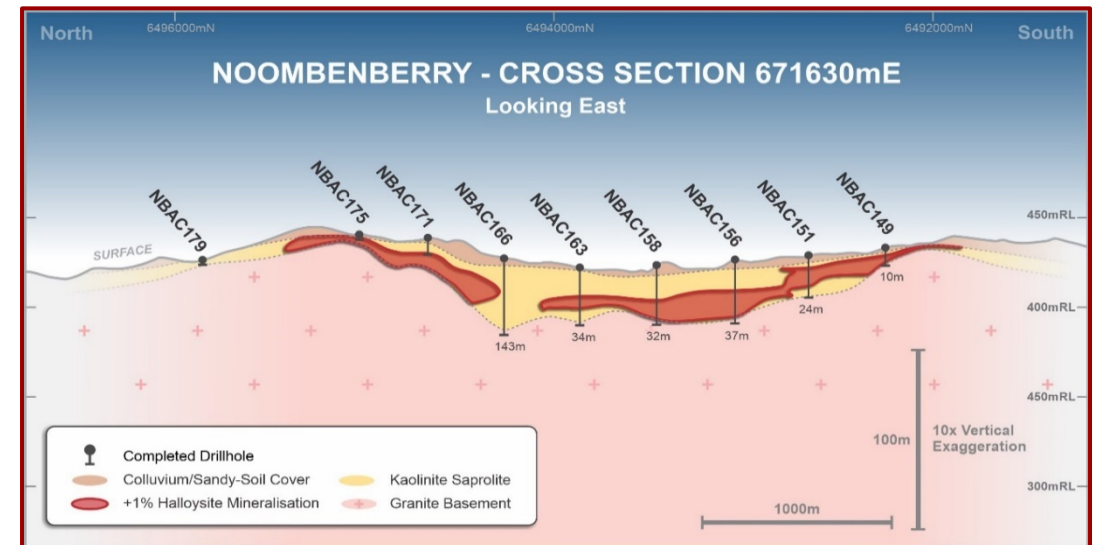 North
6496000mN
6494000mN
6492000mN
South
NOOMBENBERRY - CROSS SECTION 671630mE
Looking East
NBAC179
NBAC175
NBAC171
NBAC166
NBAC163
NBAC158
NBAC156
NBAC151
NBAC149
450mRL
SURFACE
10m
400mRL
24m
143m
34m
32m
37m
450mRL
100m
10x Vertical
Exaggeration
Completed Drillhole
Colluvium/Sandy-Soil Cover
Kaolinite Saprolite
+1% Halloysite Mineralisation
Granite Basement
300mRL
1000m